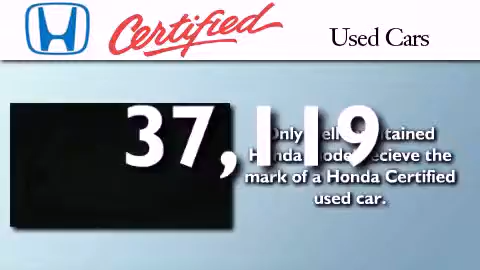 Certified
Used Cars
37,119
Only
Honda recieve the
mark of a Honda Certified
used car.